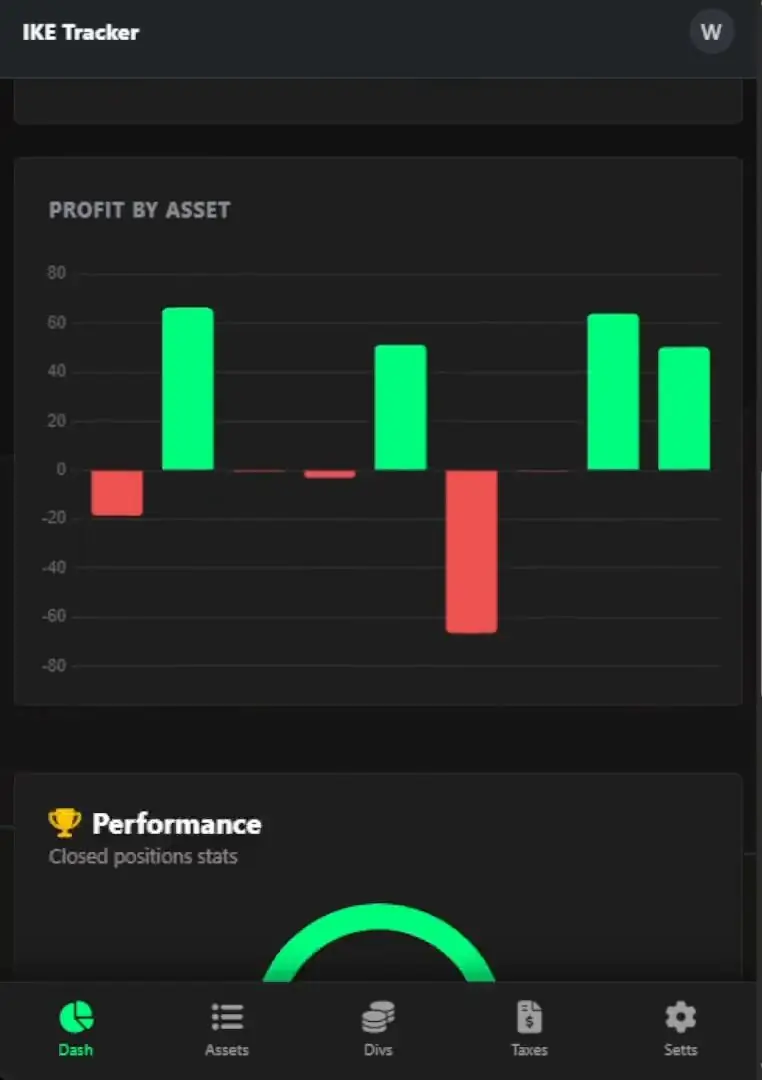 IKE Tracker
W
PROFIT BY ASSET
80
60
40
20
0
-20
-40
-60
-80
Performance
Closed positions stats
Dash
Assets
Divs
Taxes
Setts